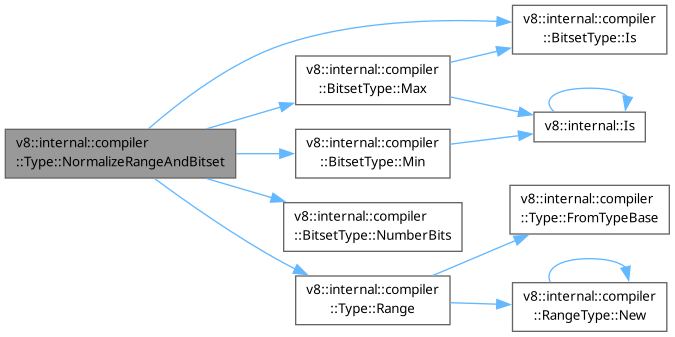 v8::internal::compiler
::Type::NormalizeRangeAndBitset
v8::internal::compiler
::BitsetType::Max
v8::internal::compiler
::BitsetType::Min
v8::internal::compiler
::BitsetType::NumberBits
v8::internal::compiler
::Type::Range
v8::internal::compiler
::BitsetType::Is
v8::internal::Is
v8::internal::compiler
::Type::FromTypeBase
v8::internal::compiler
::RangeType::New